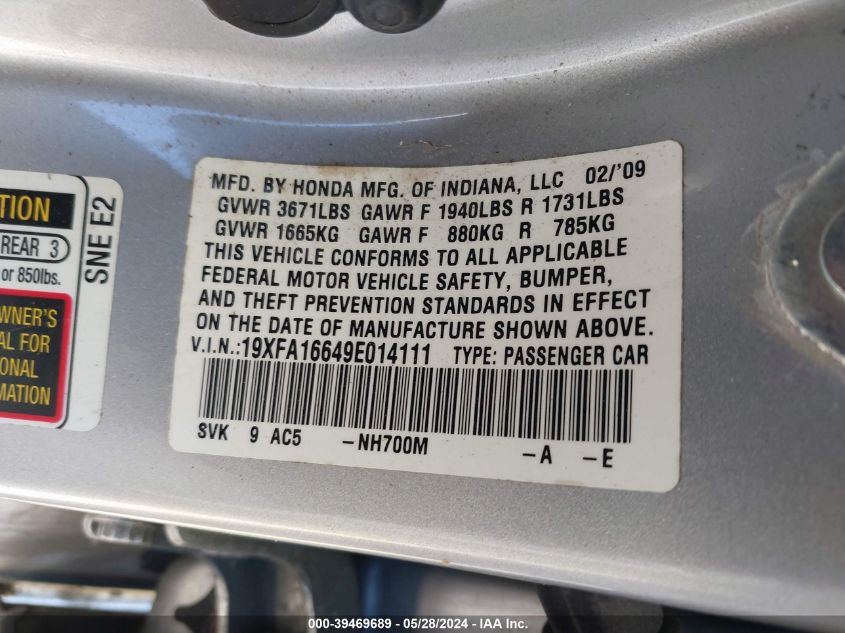 MFD. BY HONDA MFG. OF INDIANA, LLC 02/'09
GVWR 3671LBS GAWR F 1940LBS R 1731LBS
GVWR 1665KG GAWR F 880KG R 785KG
THIS VEHICLE CONFORMS TO ALL APPLICABLE
FEDERAL MOTOR VEHICLE SAFETY, BUMPER,
AND THEFT PREVENTION STANDARDS IN EFFECT
ON THE DATE OF MANUFACTURE SHOWN ABOVE.
V.I.N.:19XFA16649E014111 TYPE: PASSENGER CAR
SVK 9 AC5 -NH700M -A -E
TION
REAR 3
or 850lbs.
WNER'S
AL FOR
IONAL
RMATION
SNE E2
000-39469689 - 05/28/2024 - IAA Inc.